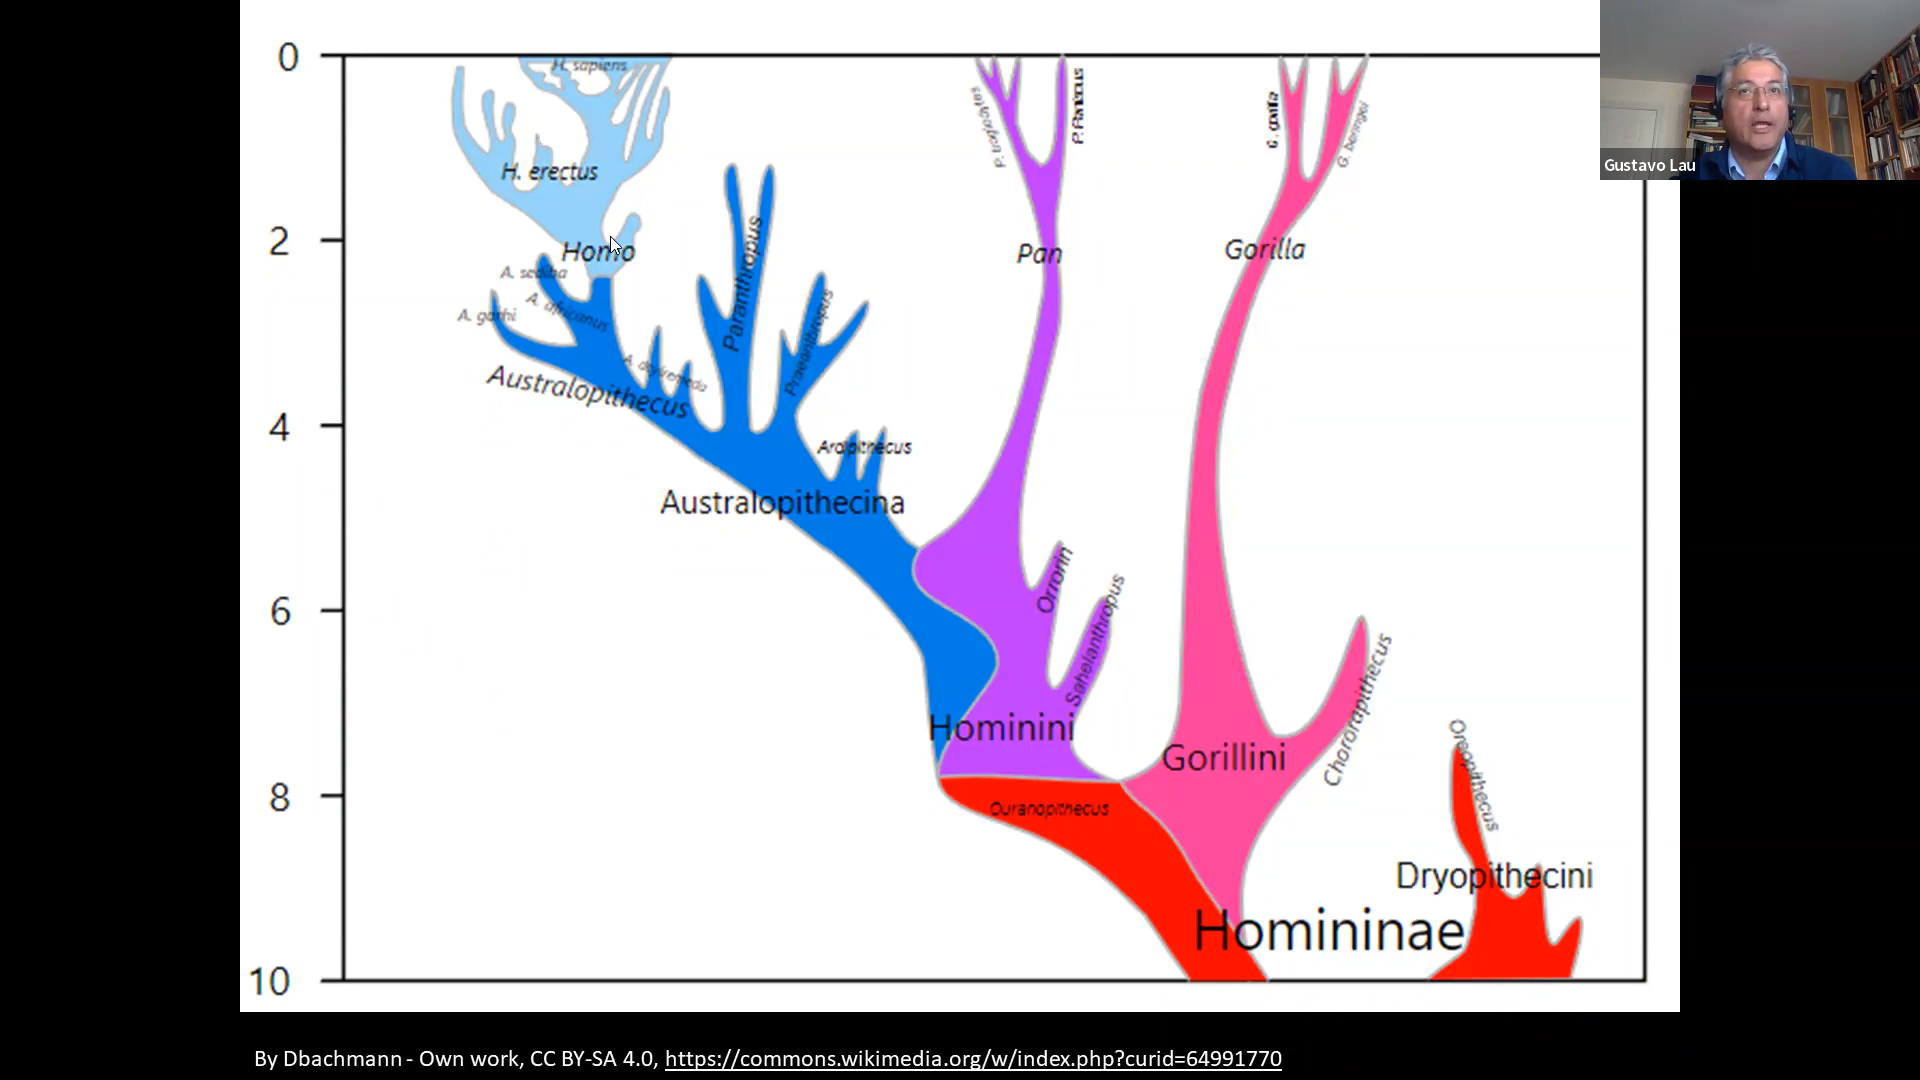 0
H. sapiens
P. troglodytes
P. Paniscus
G. gorilla
G. beringei
Gustavo Lau
H. erectus
2
Homo
Pan
Gorilla
A. sediba
A. garhi
A. africanus
Paranthropus
Praeanthropus
A. deyiremeda
Australopithecus
4
Ardipithecus
Australopithecina
6
Orrorin
Sahelanthropus
Chororapithecus
Hominini
Gorillini
Oreopithecus
8
Ouranopithecus
Dryopithecini
Homininae
10
By Dbachmann - Own work, CC BY-SA 4.0, https://commons.wikimedia.org/w/index.php?curid=64991770